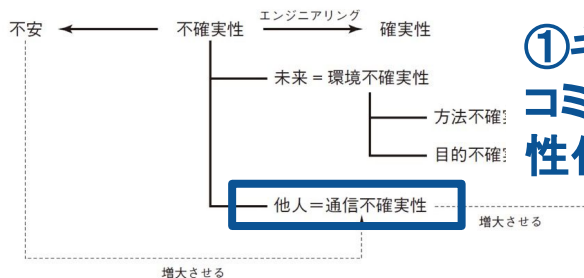 エンジニアリング
不安 不確実性 確実性
未来＝環境不確実性
方法不確
目的不確
他人＝通信不確実性
増大させる
増大させる
①
コミ
性